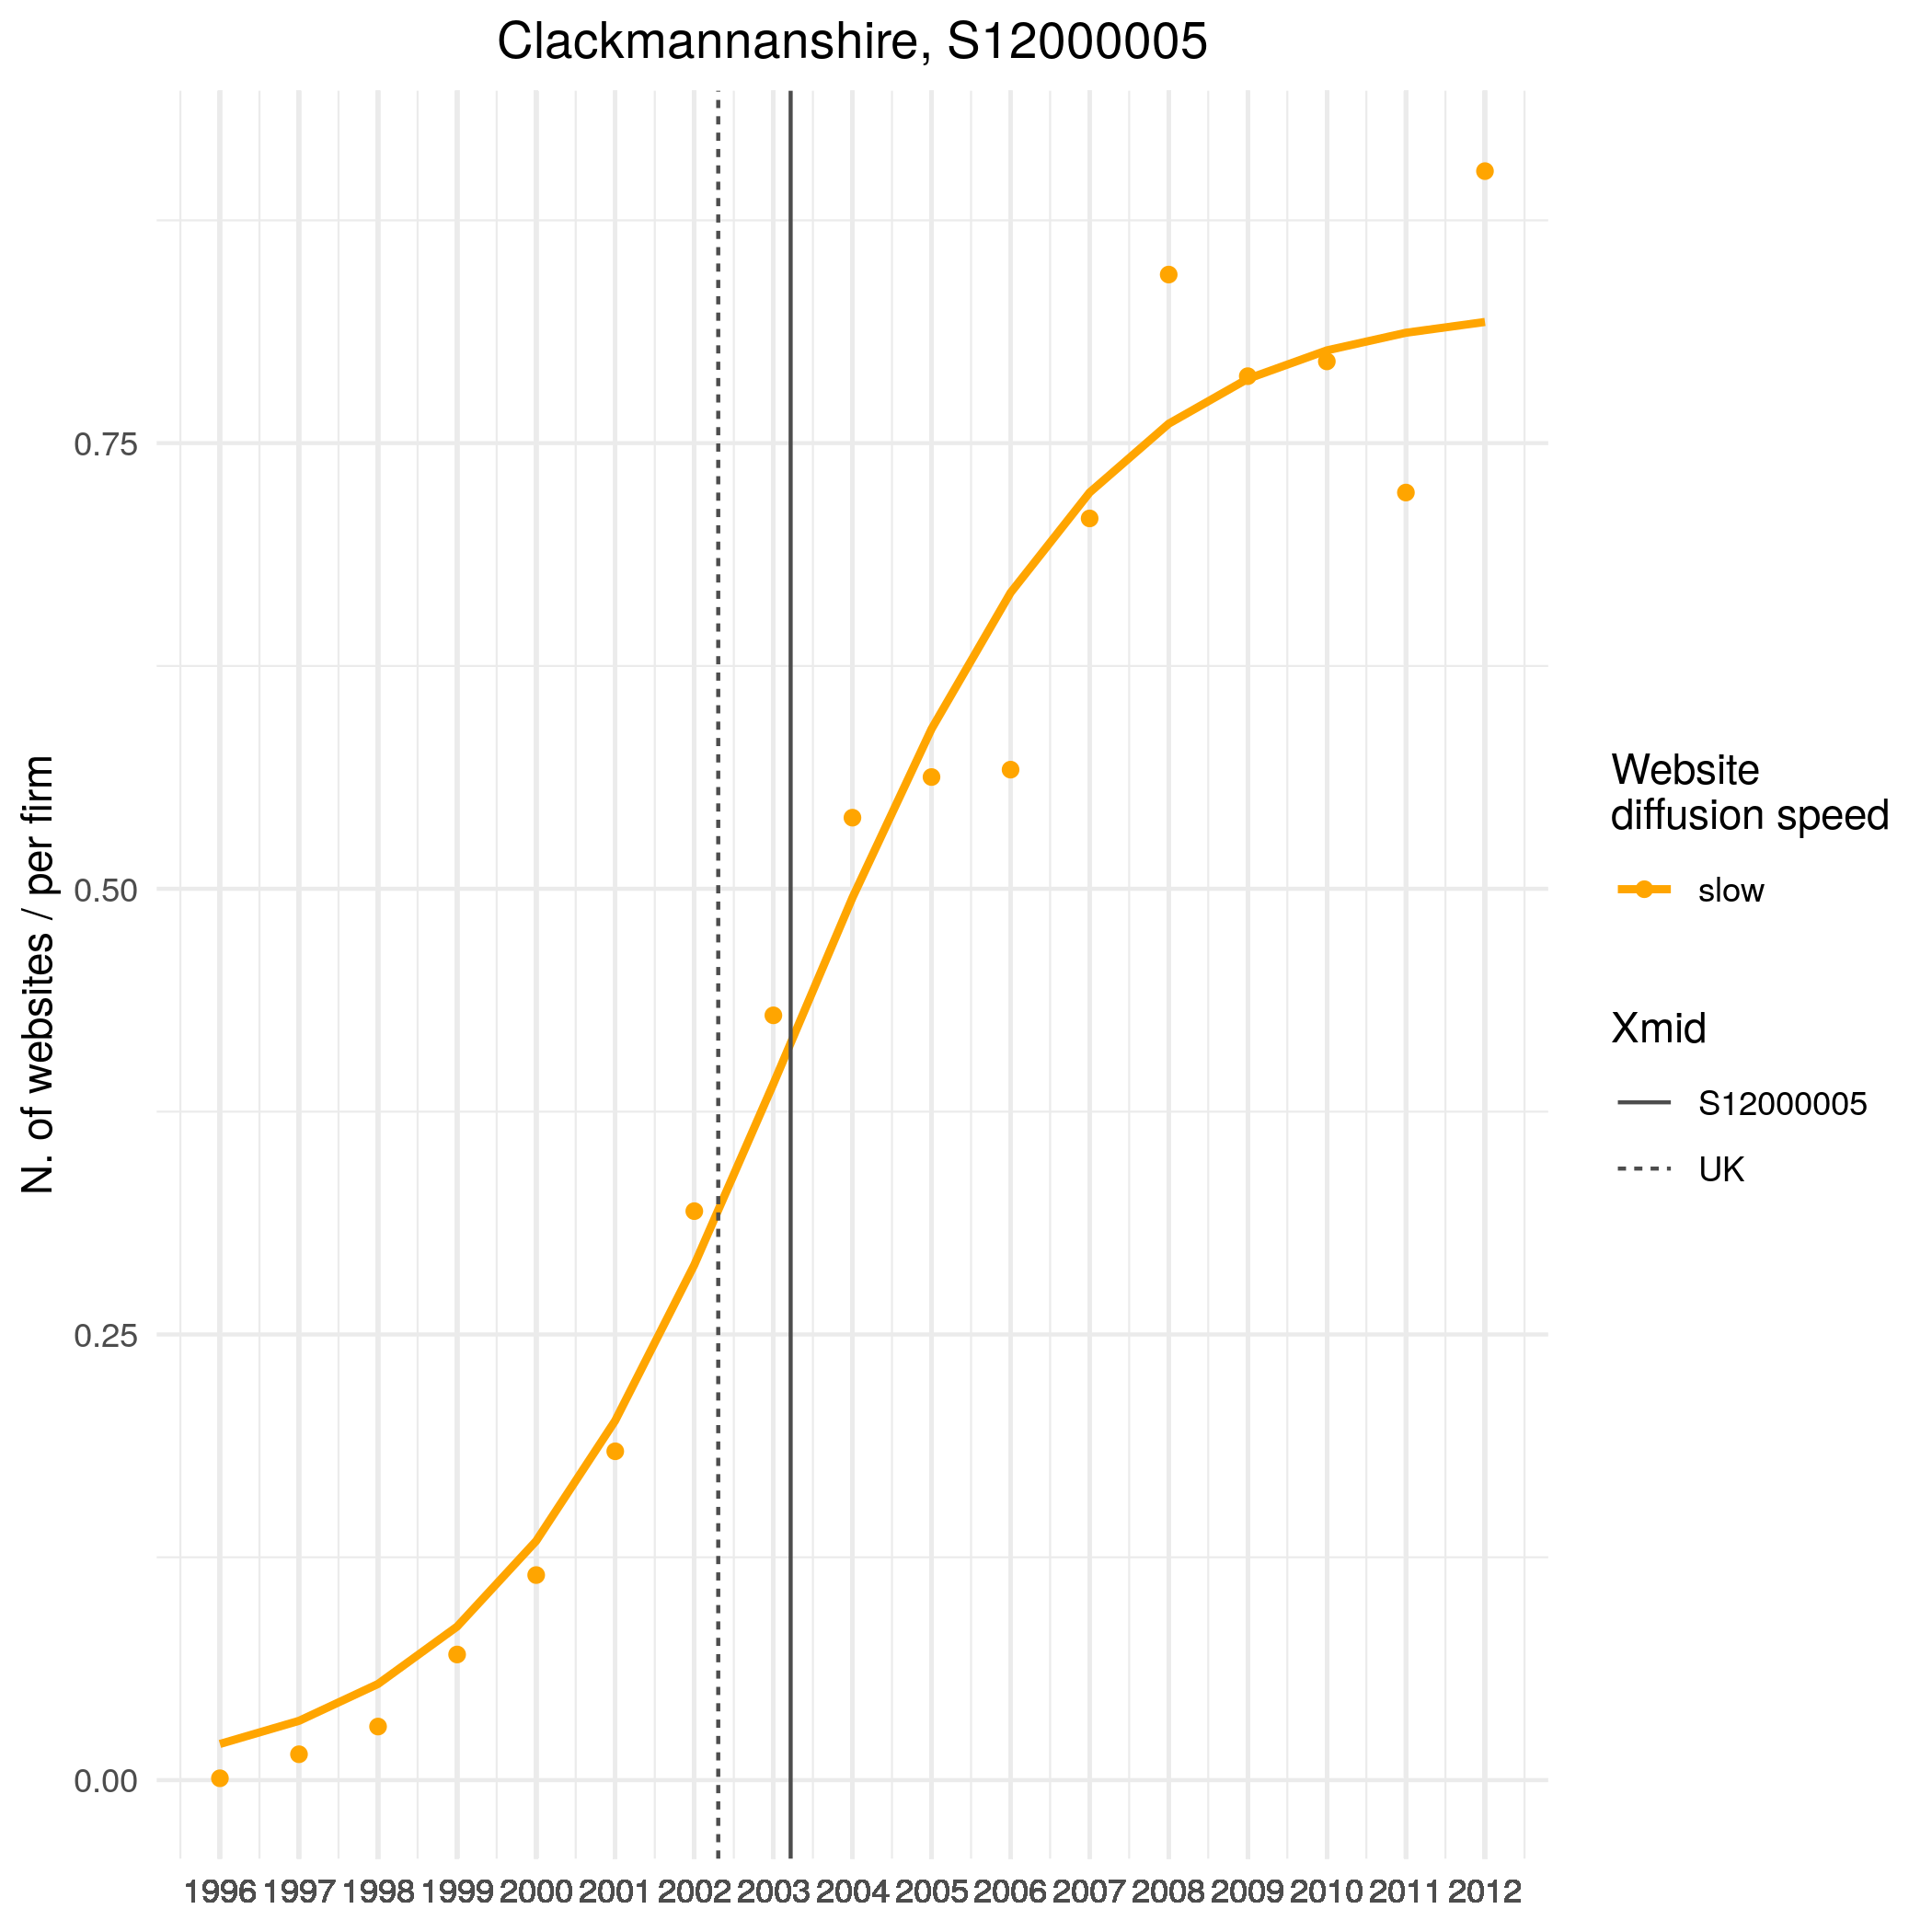 Clackmannanshire, S12000005
N. of websites / per firm
0.75
0.50
0.25
0.00
1996 1997 1998 1999 2000 2001 2002 2003 2004 2005 2006 2007 2008 2009 2010 2011 2012
Website
diffusion speed
slow
Xmid
S12000005
UK